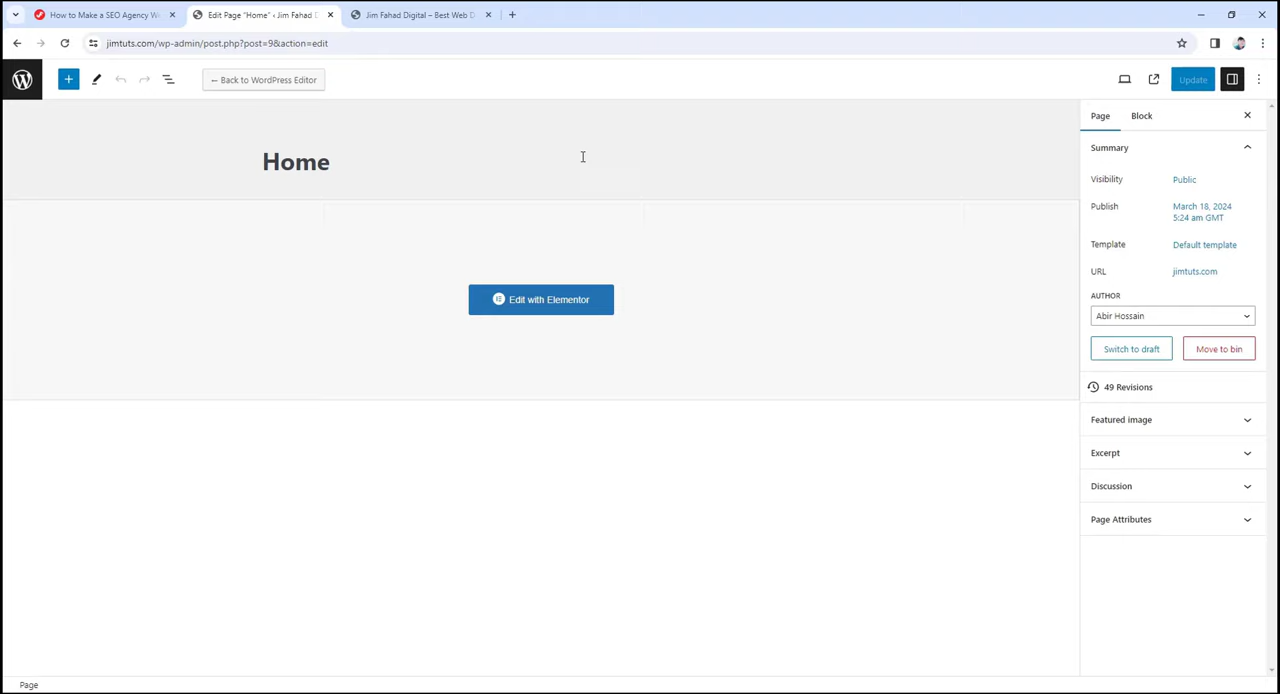 How to Make a SEO Agency W
Edit Page "Home" ‹ Jim Fahad D
Jim Fahad Digital – Best Web D
jimtuts.com/wp-admin/post.php?post=9&action=edit
← Back to WordPress Editor
Update
Page
Block
Home
Summary
Visibility
Public
Publish
March 18, 2024
5:24 am GMT
Template
Default template
URL
jimtuts.com
AUTHOR
Abir Hossain
Edit with Elementor
Switch to draft
Move to bin
49 Revisions
Featured image
Excerpt
Discussion
Page Attributes
Page